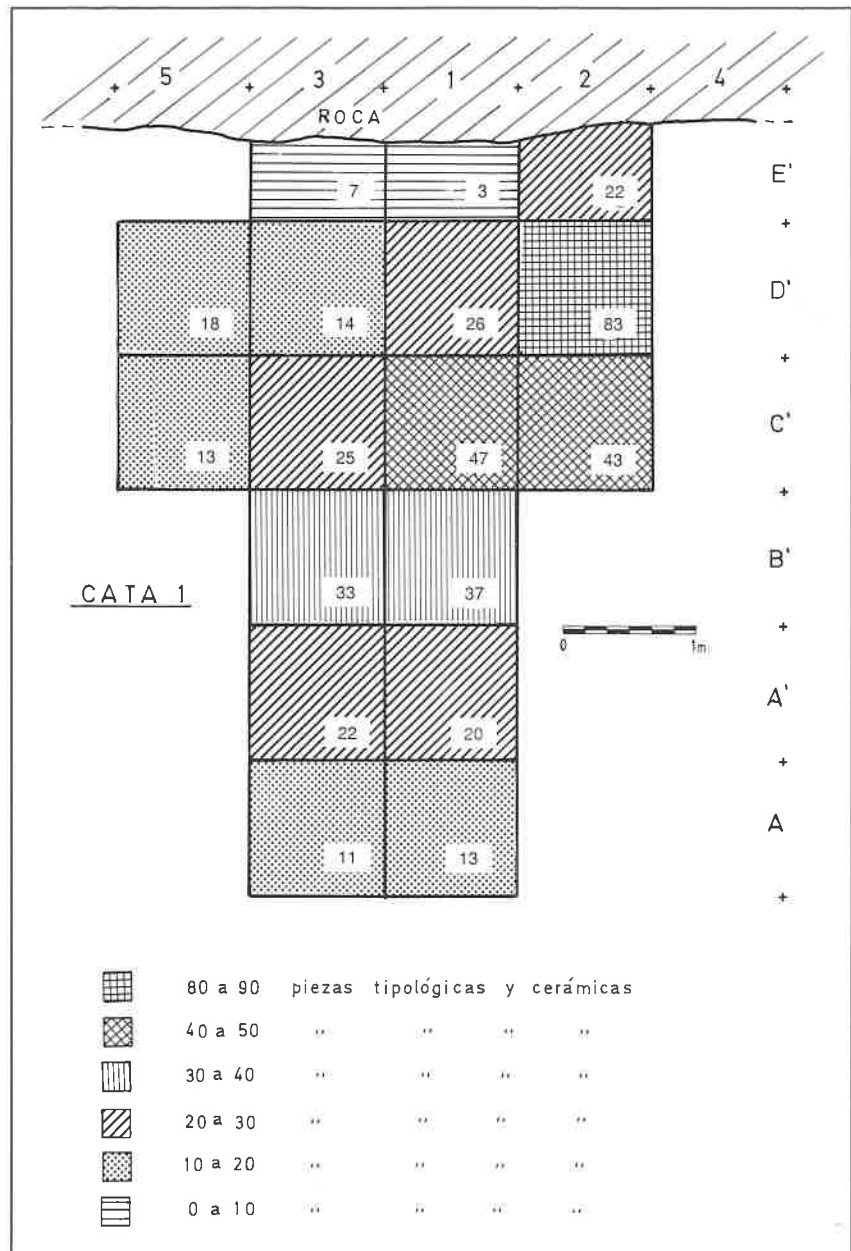 5 3 1 2 4
ROCA
7 3 22 E'
18 14 26 83 D'
13 25 47 43 C'
33 37 B'
CATA 1
0 1m
22 20 A'
11 13 A
80 a 90 piezas tipológicas y cerámicas
40 a 50 " " " "
30 a 40 " " " "
20 a 30 " " " "
10 a 20 " " " "
0 a 10 " " " "